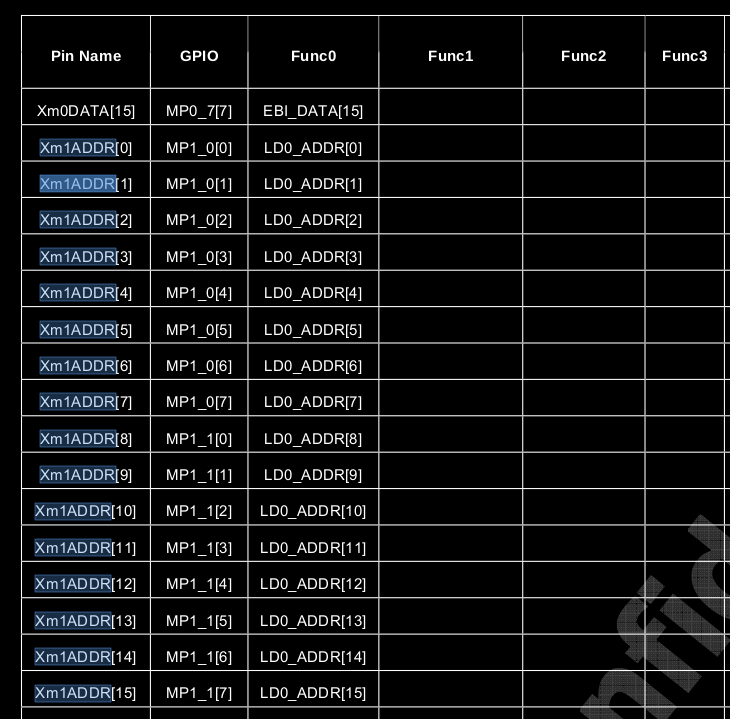 Pin Name GPIO Func0 Func1 Func2 Func3
Xm0DATA[15] MP0_7[7] EBI_DATA[15]
Xm1ADDR[0] MP1_0[0] LD0_ADDR[0]
Xm1ADDR[1] MP1_0[1] LD0_ADDR[1]
Xm1ADDR[2] MP1_0[2] LD0_ADDR[2]
Xm1ADDR[3] MP1_0[3] LD0_ADDR[3]
Xm1ADDR[4] MP1_0[4] LD0_ADDR[4]
Xm1ADDR[5] MP1_0[5] LD0_ADDR[5]
Xm1ADDR[6] MP1_0[6] LD0_ADDR[6]
Xm1ADDR[7] MP1_0[7] LD0_ADDR[7]
Xm1ADDR[8] MP1_1[0] LD0_ADDR[8]
Xm1ADDR[9] MP1_1[1] LD0_ADDR[9]
Xm1ADDR[10] MP1_1[2] LD0_ADDR[10]
Xm1ADDR[11] MP1_1[3] LD0_ADDR[11]
Xm1ADDR[12] MP1_1[4] LD0_ADDR[12]
Xm1ADDR[13] MP1_1[5] LD0_ADDR[13]
Xm1ADDR[14] MP1_1[6] LD0_ADDR[14]
Xm1ADDR[15] MP1_1[7] LD0_ADDR[15]
nfid